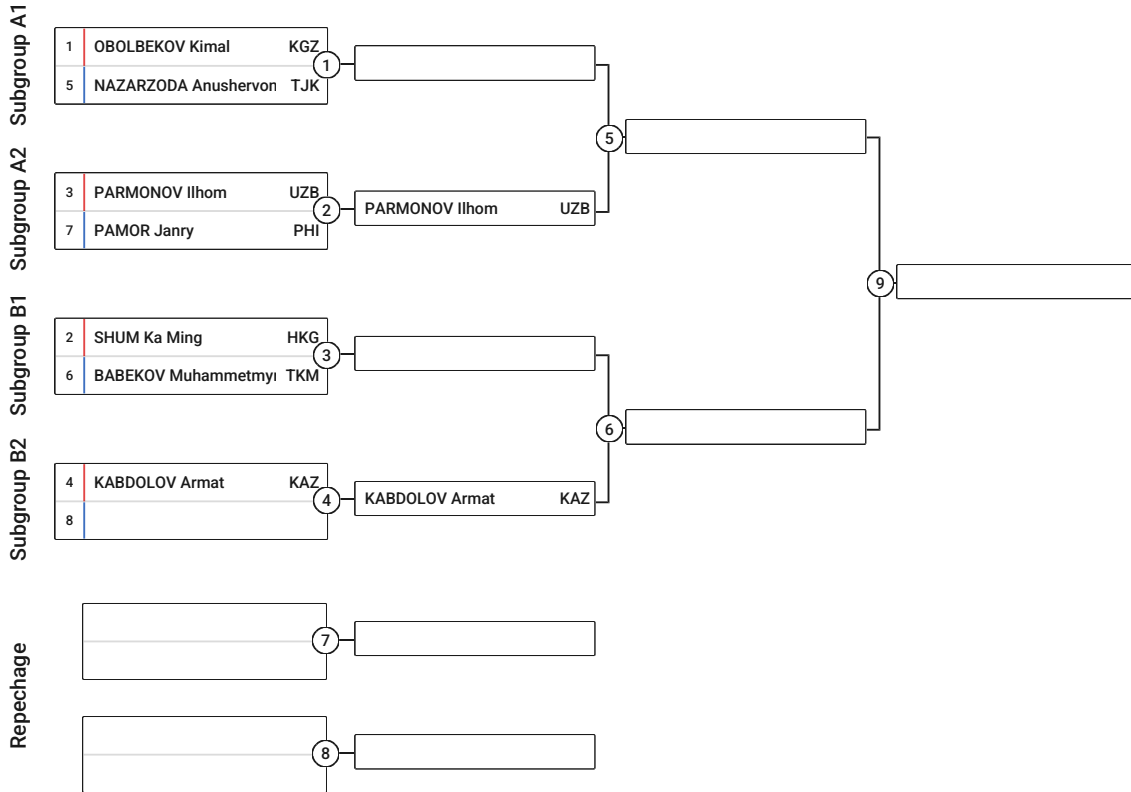 Subgroup A1
1 OBOLBEKOV Kimal KGZ
5 NAZARZODA Anushervon TJK
1
5
Subgroup A2
3 PARMONOV Ilhom UZB
7 PAMOR Janry PHI
2
PARMONOV Ilhom UZB
9
Subgroup B1
2 SHUM Ka Ming HKG
6 BABEKOV Muhammetmyr TKM
3
6
Subgroup B2
4 KABDOLOV Armat KAZ
8
4
KABDOLOV Armat KAZ
Repechage
7
8